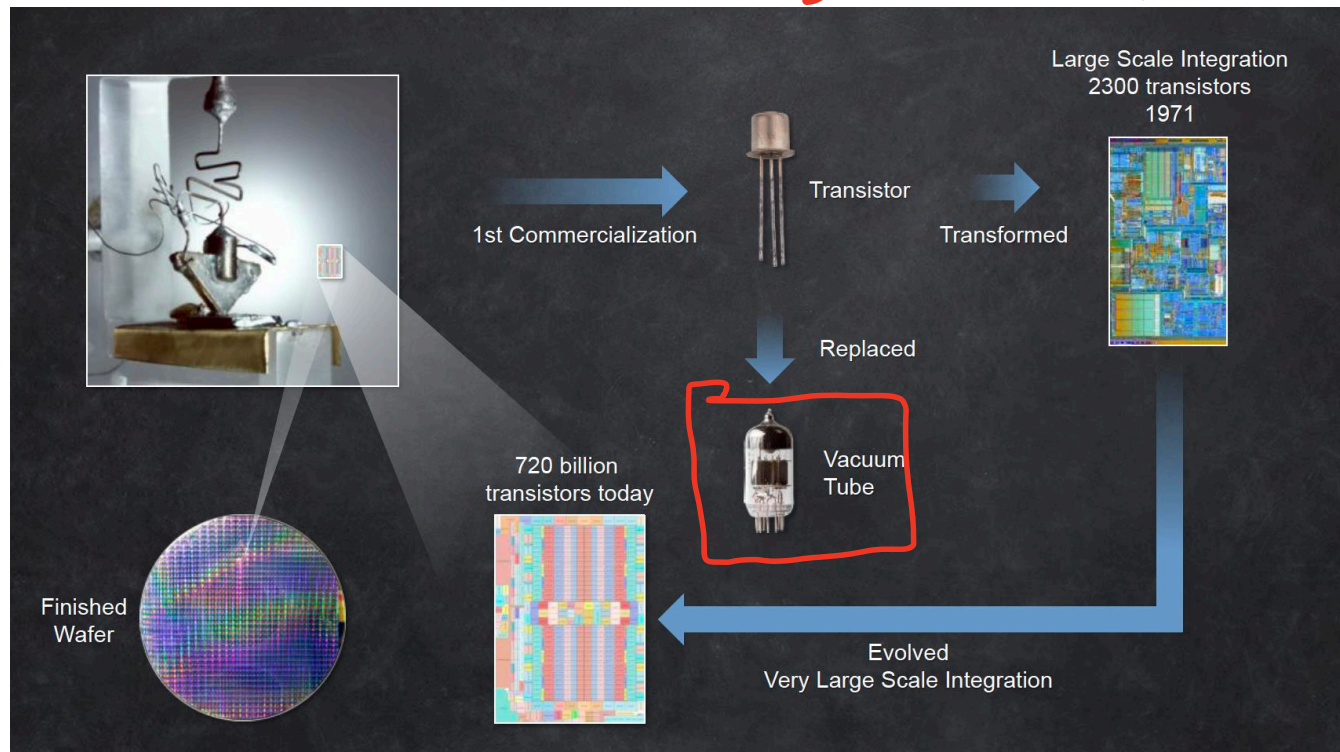 Large Scale Integration
2300 transistors
1971
1st Commercialization
Transistor
Transformed
Replaced
Vacuum
Tube
720 billion
transistors today
Finished
Wafer
Evolved
Very Large Scale Integration